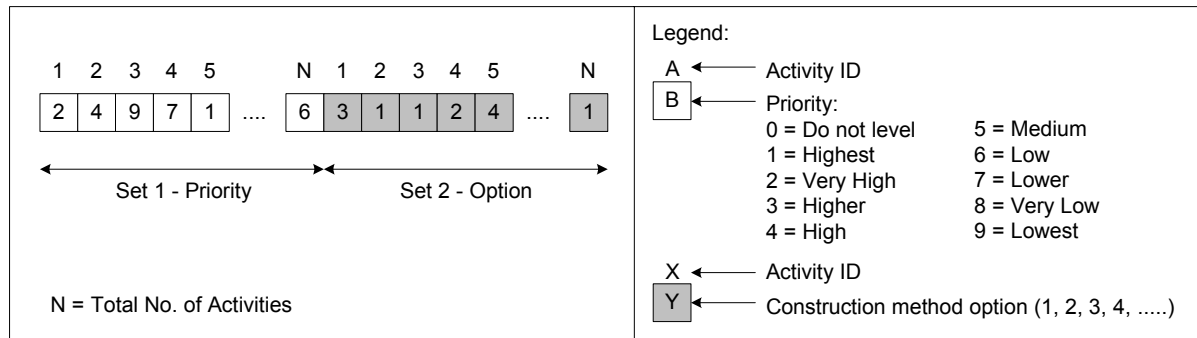 1 2 3 4 5 N 1 2 3 4 5 N
2 4 9 7 1 .... 6 3 1 1 2 4 .... 1
Set 1 - Priority Set 2 - Option
N = Total No. of Activities
Legend:
A Activity ID
B Priority:
0 = Do not level 5 = Medium
1 = Highest 6 = Low
2 = Very High 7 = Lower
3 = Higher 8 = Very Low
4 = High 9 = Lowest
X Activity ID
Y Construction method option (1, 2, 3, 4, .....)